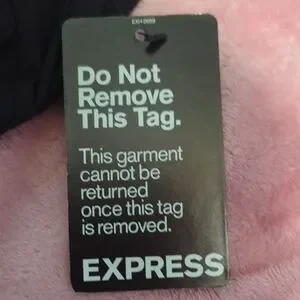 Do Not
Remove
This Tag.
This garment
cannot be
returned
once this tag
is removed.
EXPRESS